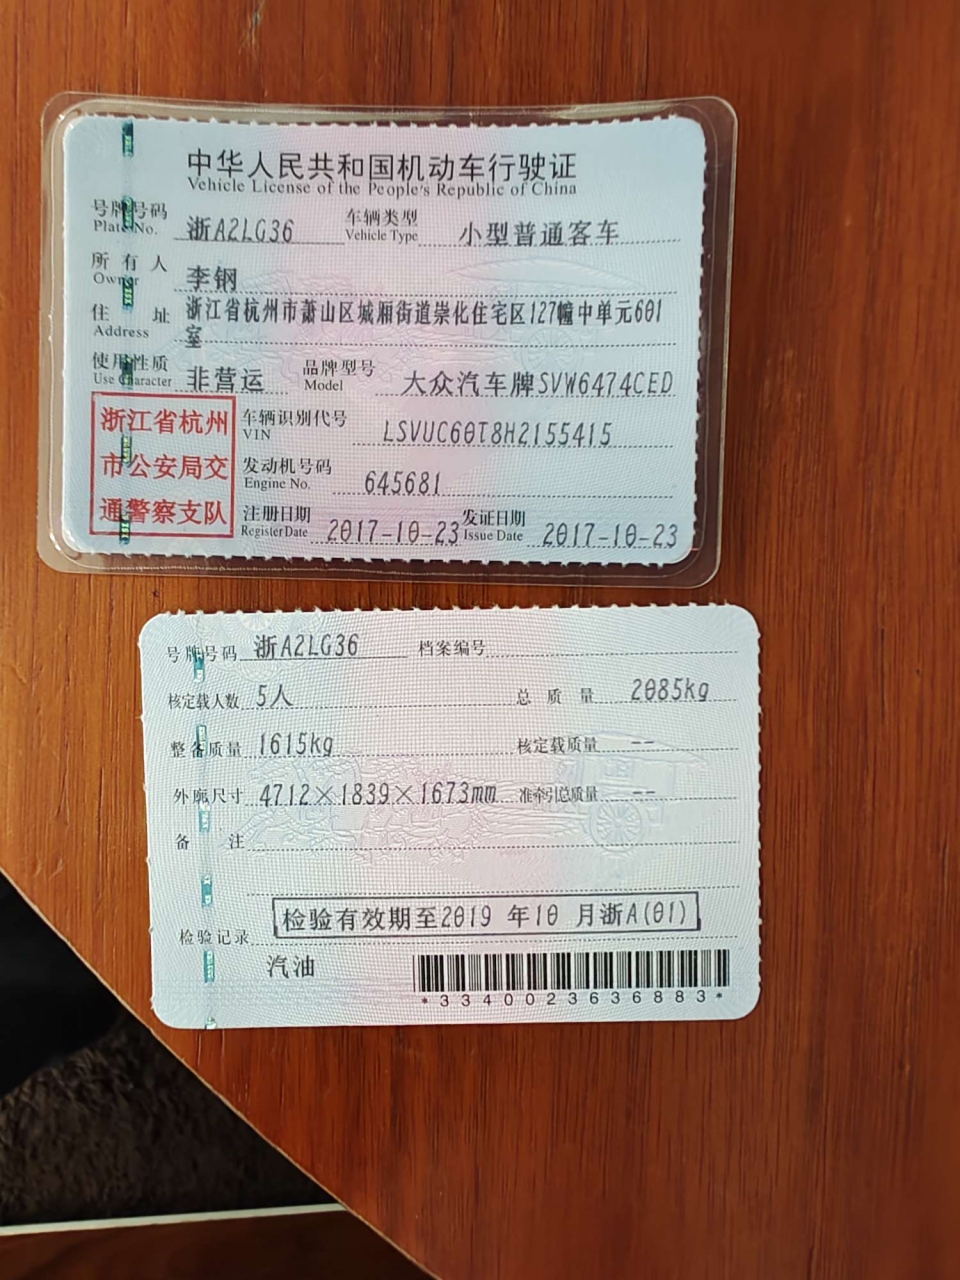 中华人民共和国机动车行驶证
Vehicle License of the People's Republic of China
号牌号码 浙A2LG36 车辆类型 小型普通客车
Plate No. Vehicle Type
所有人 李钢
Owner
住址 浙江省杭州市萧山区城厢街道崇化住宅区127幢中单元601
Address 室
使用性质 非营运 品牌型号 大众汽车牌SVW6474CED
Use Character Model
浙江省杭州
市公安局交
通警察支队
车辆识别代号 LSVUC60T8H2155415
VIN
发动机号码 645681
Engine No.
注册日期 2017-10-23 发证日期 2017-10-23
Register Date Issue Date
号牌号码 浙A2LG36 档案编号
核定载人数 5人 总质量 2085kg
整备质量 1615kg 核定载质量 --
外廓尺寸 4712×1839×1673mm 准牵引总质量 --
备注
检验有效期至2019 年10 月浙A(01)
检验记录
汽油
*3340023636883*